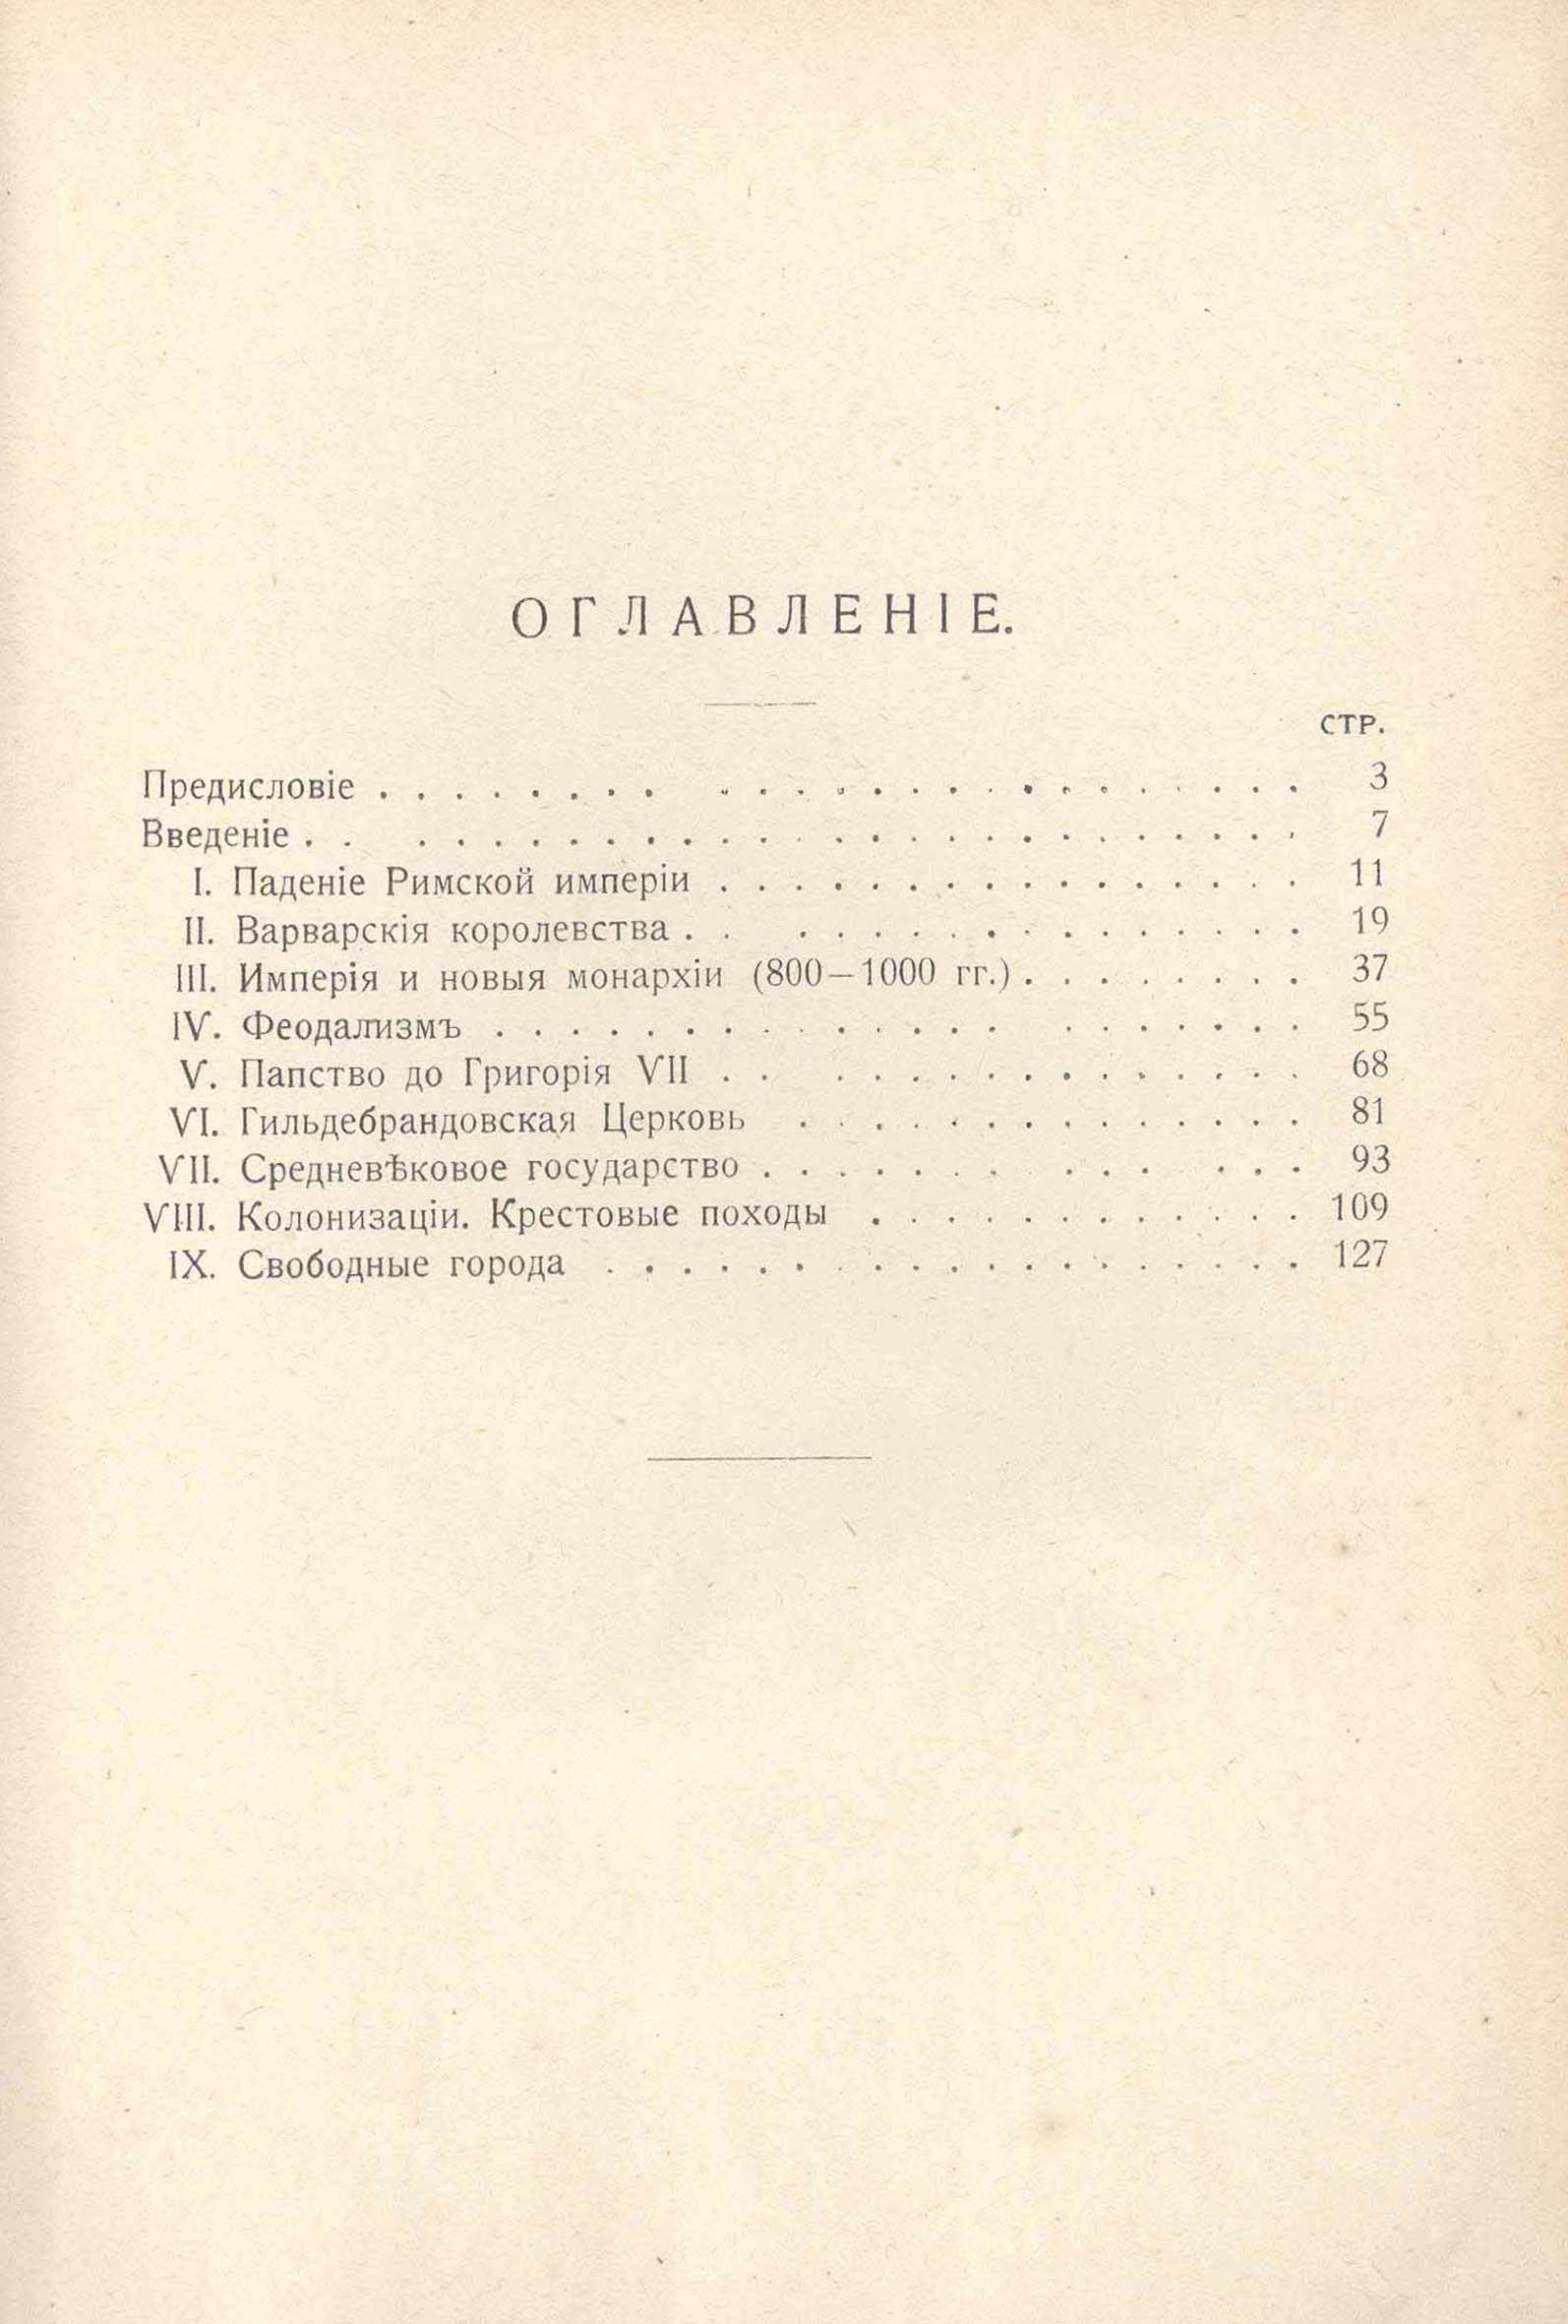 ОГЛАВЛЕНІЕ.
СТР.
Предисловіе . . . . . . . . . . . . . . . . . . . . . . . . 3
Введеніе . . . . . . . . . . . . . . . . . . . . . . . . . . 7
I. Паденіе Римской имперіи . . . . . . . . . . . . . . . . 11
II. Варварскія королевства . . . . . . . . . . . . . . . . 19
III. Имперія и новыя монархіи (800—1000 гг.) . . . . . . . . 37
IV. Феодализмъ . . . . . . . . . . . . . . . . . . . . . 55
V. Папство до Григорія VII . . . . . . . . . . . . . . . 68
VI. Гильдебрандовская Церковь . . . . . . . . . . . . . . 81
VII. Средневѣковое государство . . . . . . . . . . . . . 93
VIII. Колонизаціи. Крестовые походы . . . . . . . . . . . . 109
IX. Свободные города . . . . . . . . . . . . . . . . . . . 127